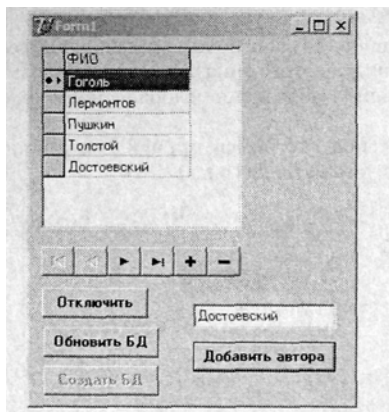 Form1
ФИО
Гоголь
Лермонтов
Пушкин
Толстой
Достоевский
Отключить
Достоевский
Обновить БД
Добавить автора
Создать БД